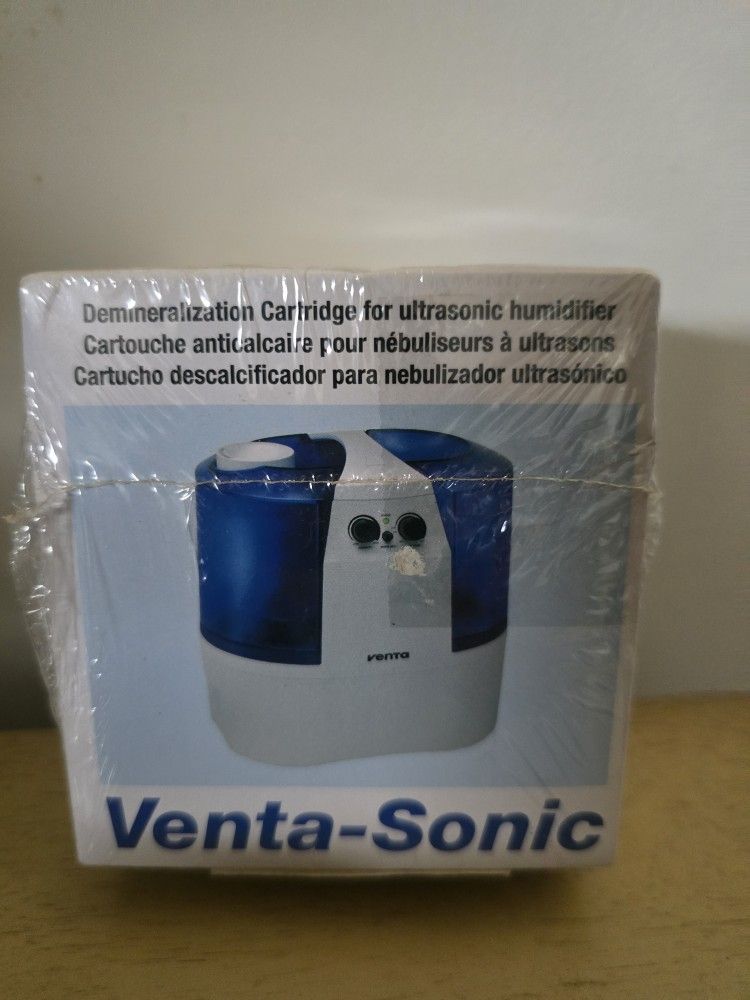 Demineralization Cartridge for ultrasonic humidifier
Cartouche anticalcaire pour nébuliseurs à ultrasons
Cartucho descalcificador para nebulizador ultrasónico
venta
Venta-Sonic